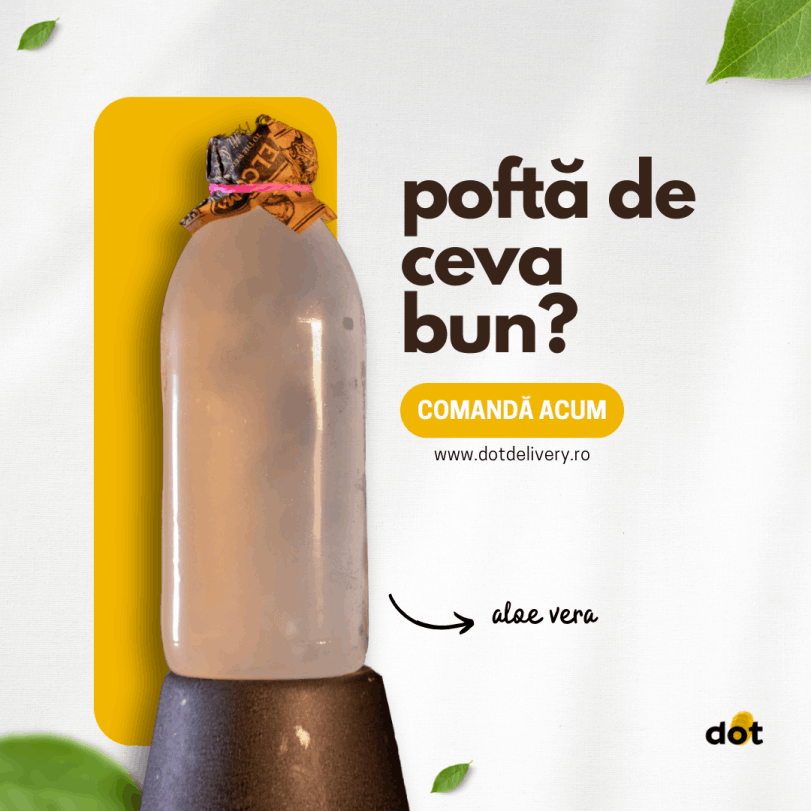 poftă de
ceva
bun?
COMANDĂ ACUM
www.dotdelivery.ro
aloe vera
dot